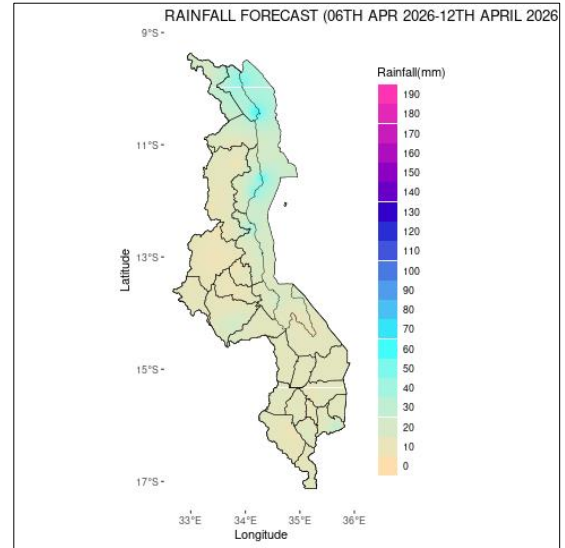 RAINFALL FORECAST (06TH APR 2026-12TH APRIL 2026
9°S
11°S
13°S
15°S
17°S
Latitude
33°E 34°E 35°E 36°E
Longitude
Rainfall(mm)
190
180
170
160
150
140
130
120
110
100
90
80
70
60
50
40
30
20
10
0